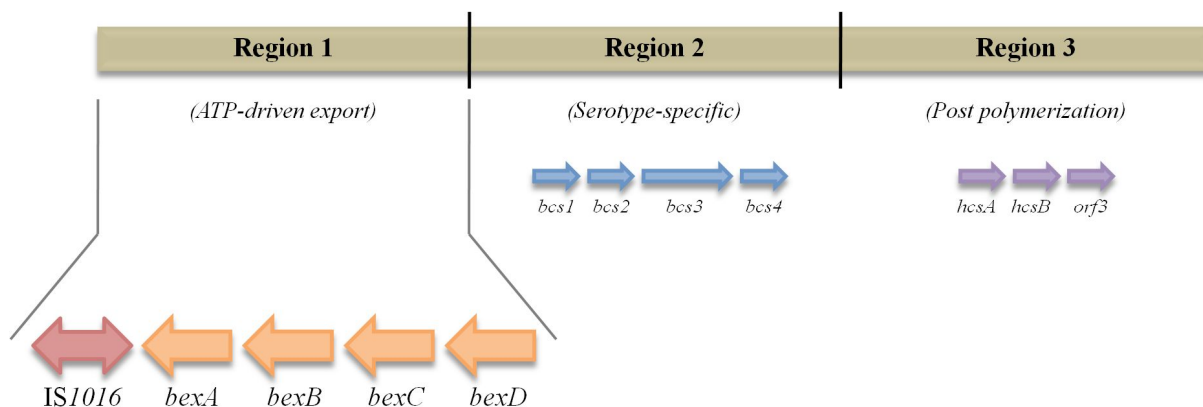 Region 1 Region 2 Region 3
(ATP-driven export) (Serotype-specific) (Post polymerization)
bcs1 bcs2 bcs3 bcs4 hcsA hcsB orf3
IS1016 bexA bexB bexC bexD